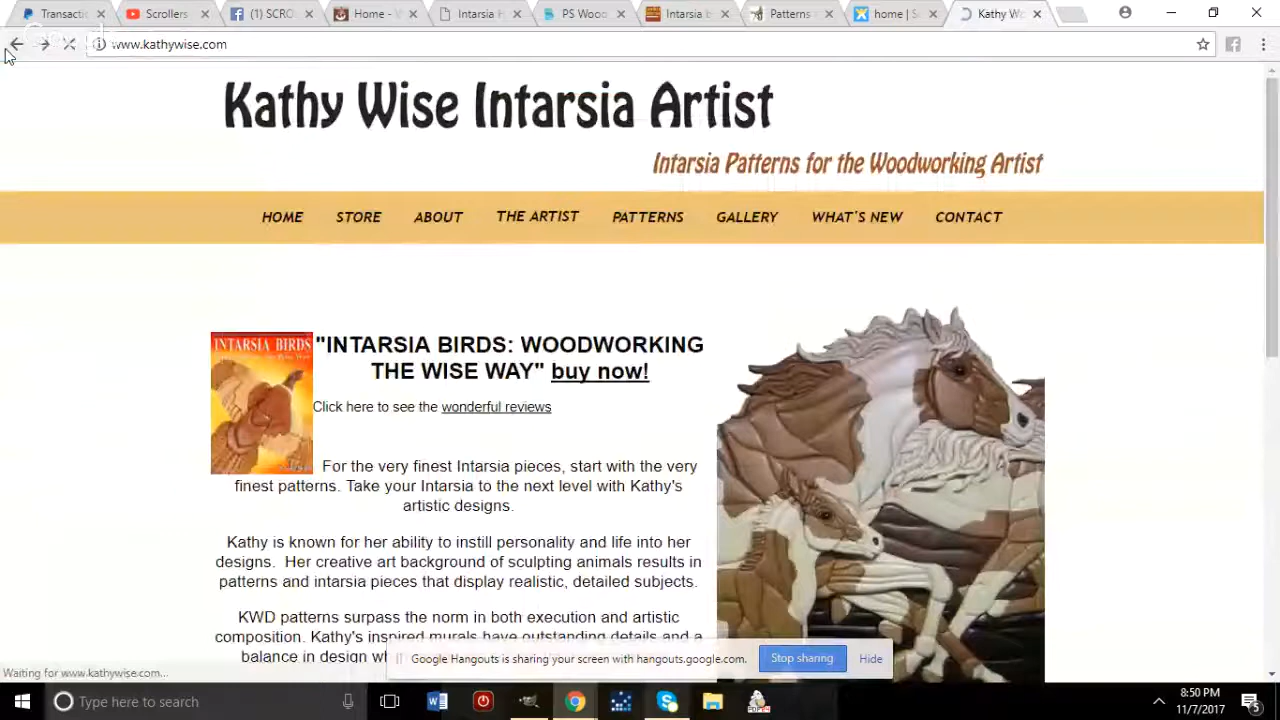 Transactio
Scrollers
(1) SCRO
Home - V
Intarsia P
PS Wood
Intarsia b
Patterns
home | S
Kathy Wi
www.kathywise.com
Kathy Wise Intarsia Artist
Intarsia Patterns for the Woodworking Artist
HOME STORE ABOUT THE ARTIST PATTERNS GALLERY WHAT'S NEW CONTACT
INTARSIA BIRDS
"INTARSIA BIRDS: WOODWORKING
THE WISE WAY" buy now!
Click here to see the wonderful reviews
For the very finest Intarsia pieces, start with the very
finest patterns. Take your Intarsia to the next level with Kathy's
artistic designs.
Kathy is known for her ability to instill personality and life into her
designs. Her creative art background of sculpting animals results in
patterns and intarsia pieces that display realistic, detailed subjects.
KWD patterns surpass the norm in both execution and artistic
composition. Kathy's inspired murals have outstanding details and a
balance in design
Google Hangouts is sharing your screen with hangouts.google.com.
Stop sharing
Hide
Waiting for www.kathywise.com...
Type here to search
8:50 PM
11/7/2017
5